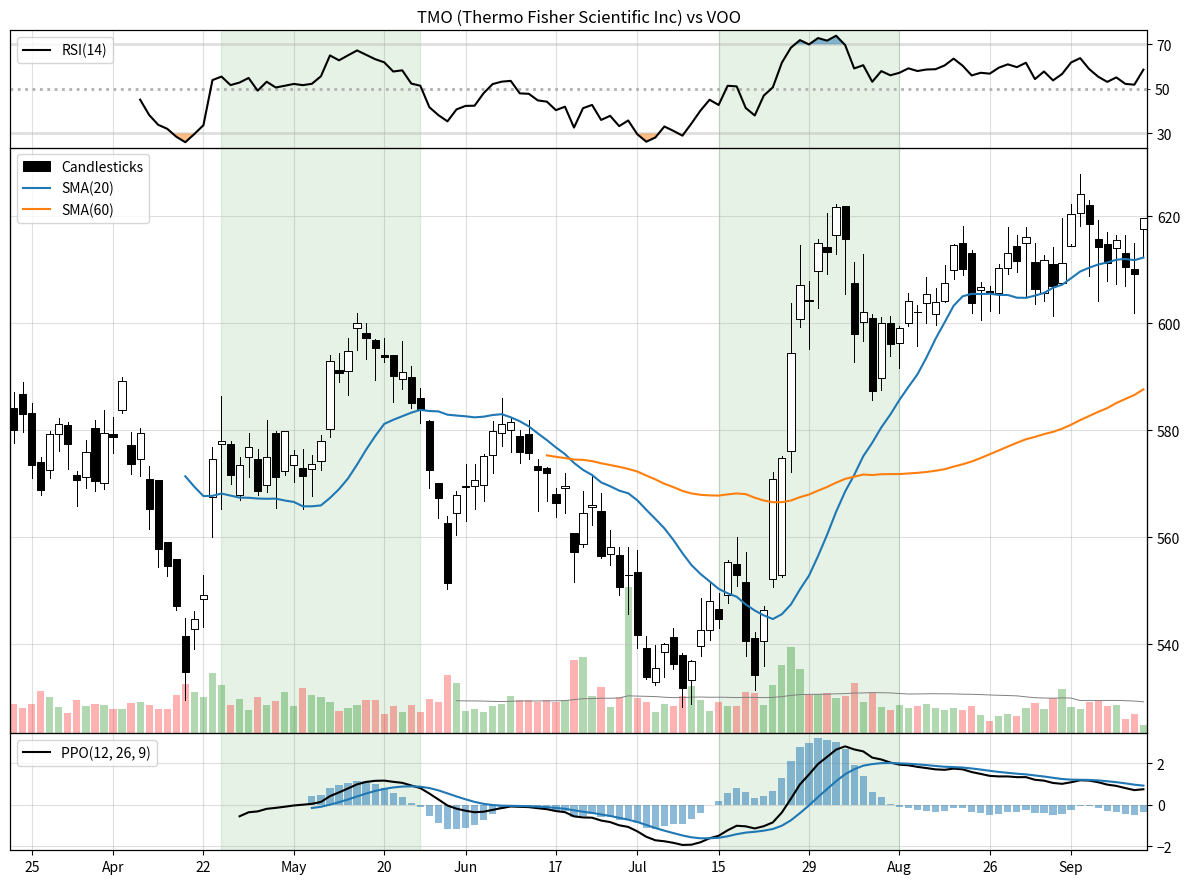 TMO (Thermo Fisher Scientific Inc) vs VOO
RSI(14)
70
50
30
Candlesticks
SMA(20)
SMA(60)
620
600
580
560
540
PPO(12, 26, 9)
2
0
−2
25 Apr 22 May 20 Jun 17 Jul 15 29 Aug 26 Sep